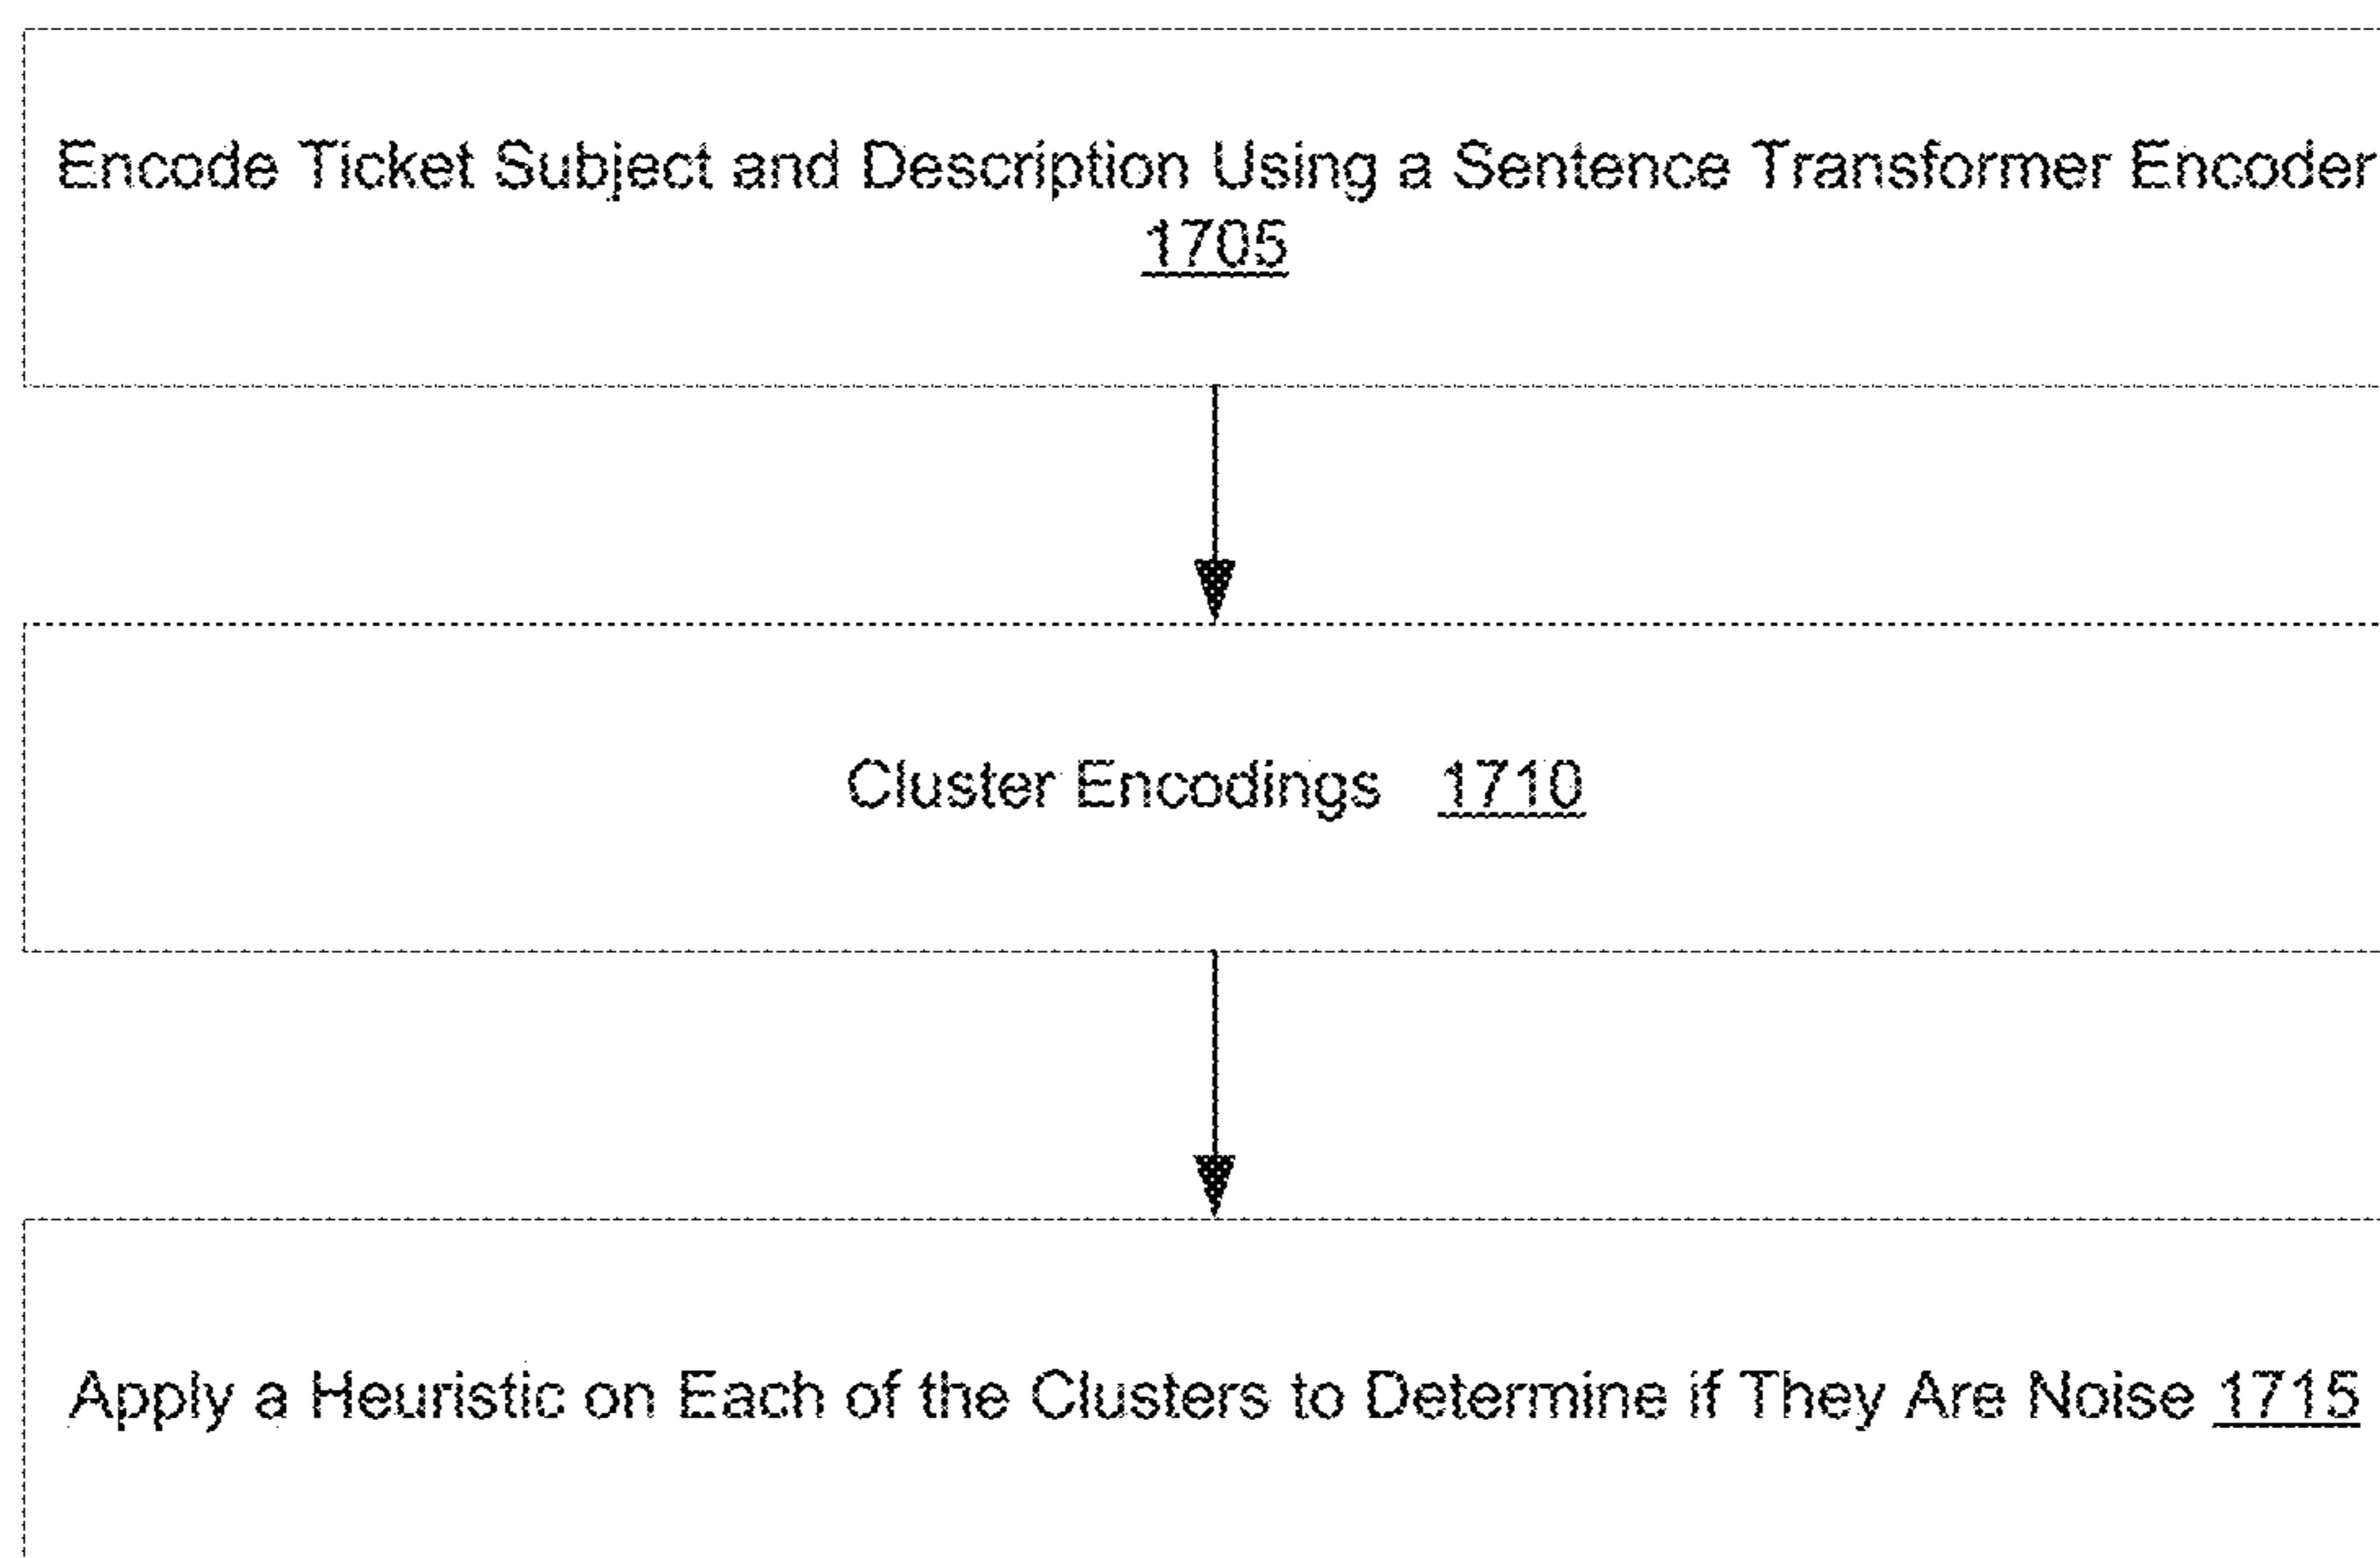 Encode Ticket Subject and Description Using a Sentence Transformer Encoder
1705
Cluster Encodings 1710
Apply a Heuristic on Each of the Clusters to Determine if They Are Noise 1715